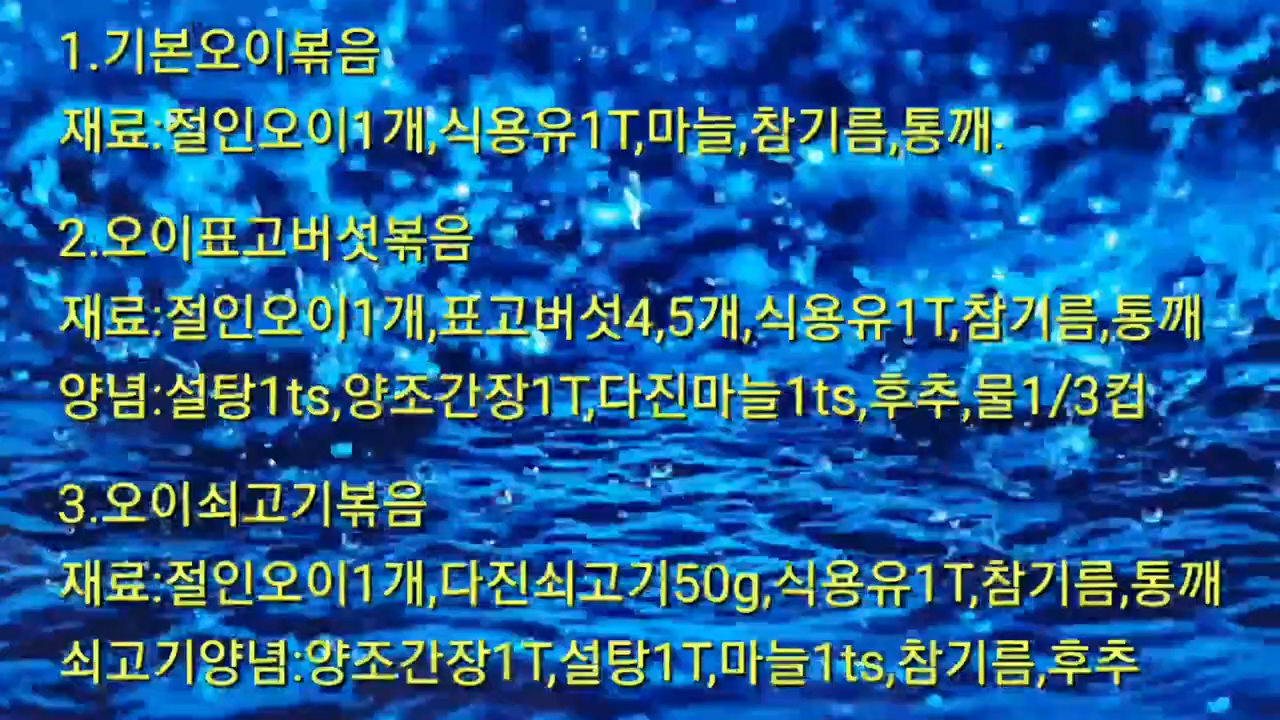 1.기본오이볶음
재료:절인오이1개,식용유1T,마늘,참기름,통깨.
2.오이표고버섯볶음
재료:절인오이1개,표고버섯4,5개,식용유1T,참기름,통깨
양념:설탕1ts,양조간장1T,다진마늘1ts,후추,물1/3컵
3.오이쇠고기볶음
재료:절인오이1개,다진쇠고기50g,식용유1T,참기름,통깨
쇠고기양념:양조간장1T,설탕1T,마늘1ts,참기름,후추